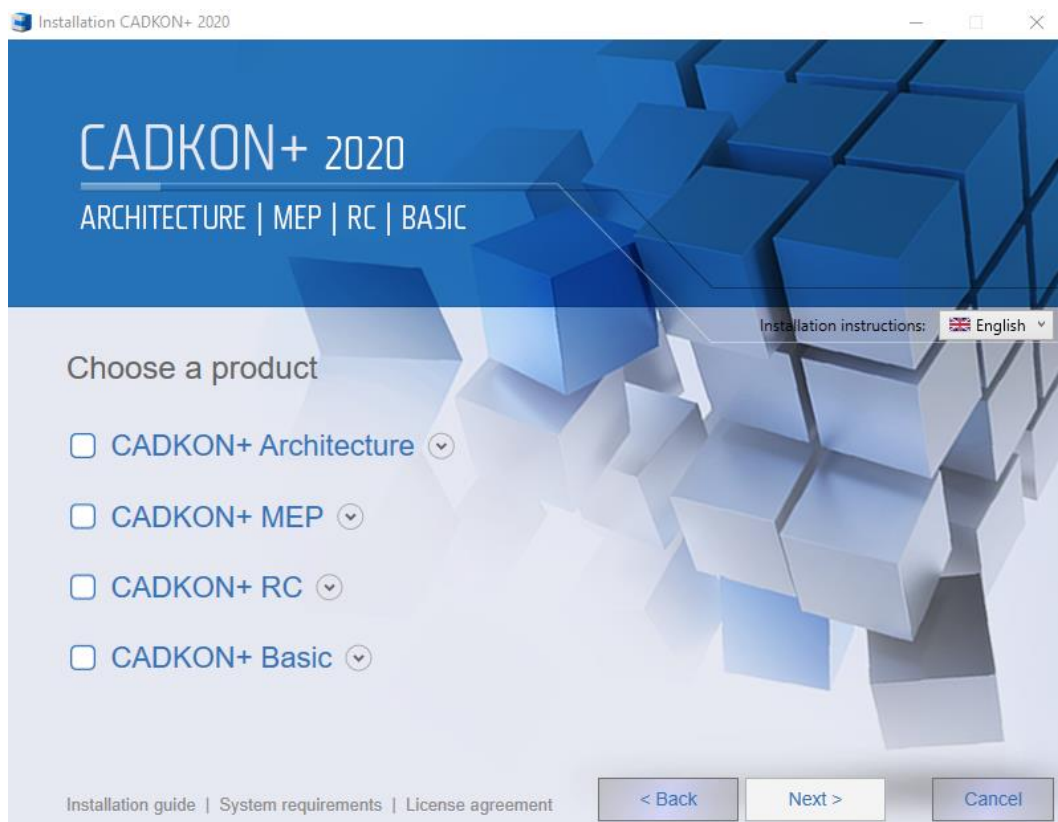 Installation CADKON+ 2020
CADKON+ 2020
ARCHITECTURE | MEP | RC | BASIC
Installation instructions: English
Choose a product
CADKON+ Architecture
CADKON+ MEP
CADKON+ RC
CADKON+ Basic
Installation guide | System requirements | License agreement
< Back
Next >
Cancel